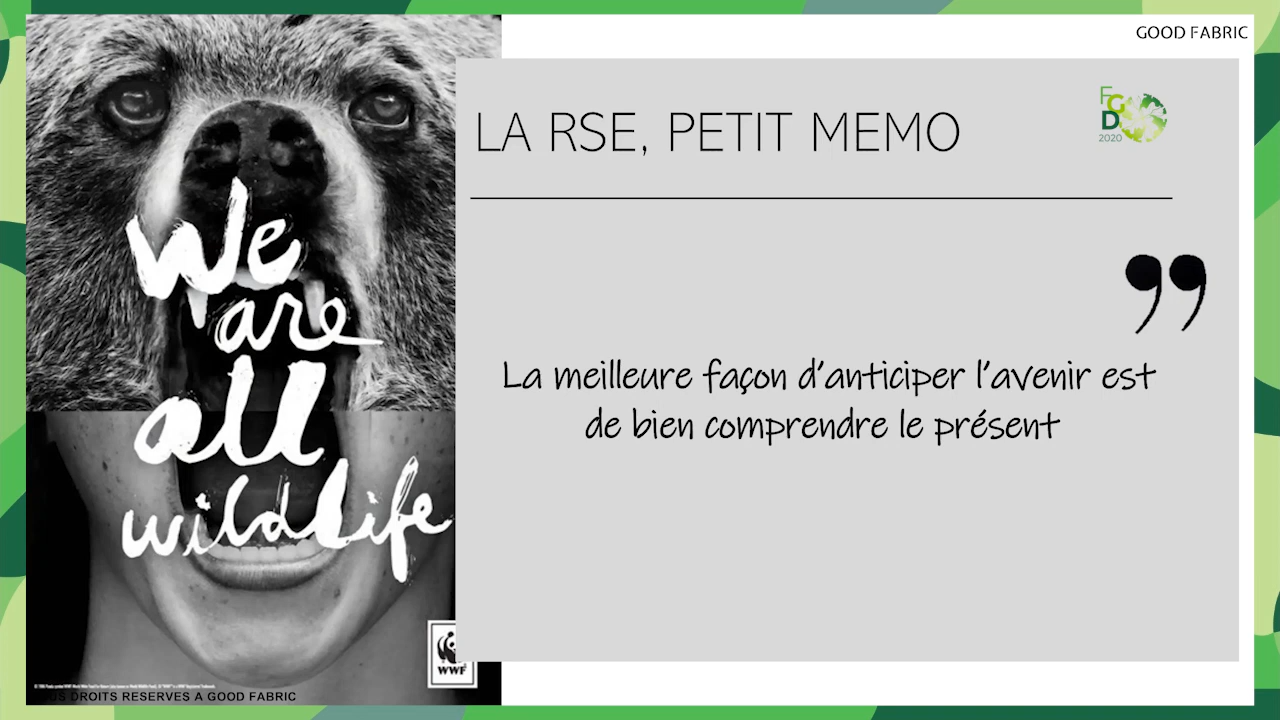 GOOD FABRIC
LA RSE, PETIT MEMO
FG
D
2020
”
La meilleure façon d’anticiper l’avenir est
de bien comprendre le présent
We
are
all
wildlife
WWF
DROITS RESERVES A GOOD FABRIC